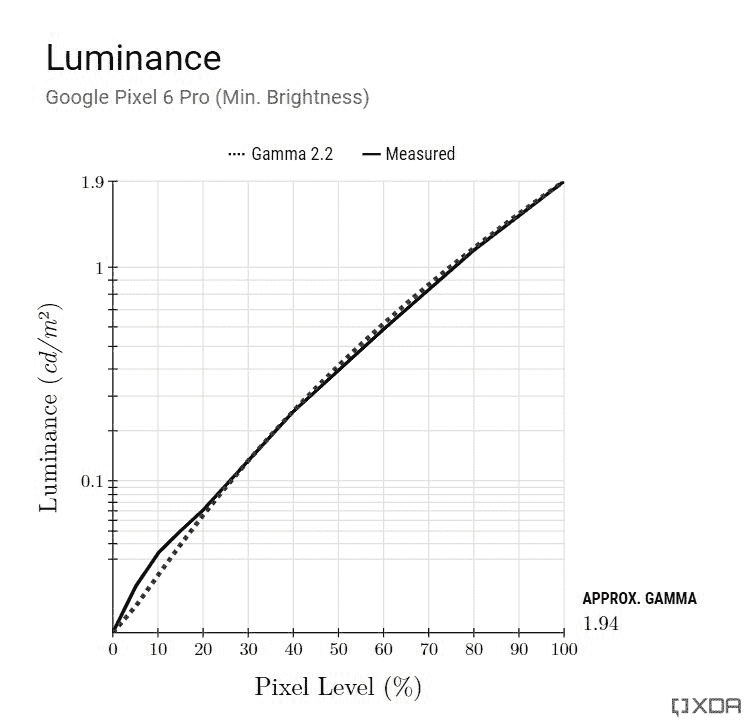 Luminance
Google Pixel 6 Pro (Min. Brightness)
Gamma 2.2 Measured
1.9
1
0.1
Luminance (cd/m²)
0 10 20 30 40 50 60 70 80 90 100
Pixel Level (%)
APPROX. GAMMA
1.94
XDA